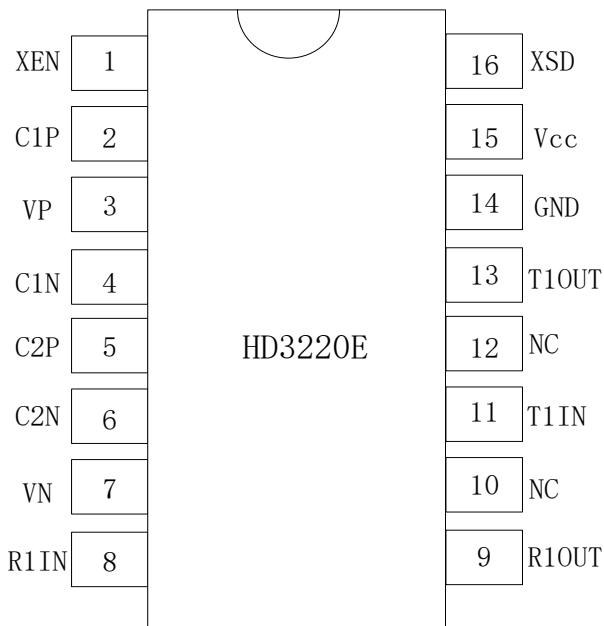 XEN 1 16 XSD
C1P 2 15 Vcc
VP 3 14 GND
C1N 4 13 T1OUT
C2P 5 HD3220E 12 NC
C2N 6 11 T1IN
VN 7 10 NC
R1IN 8 9 R1OUT